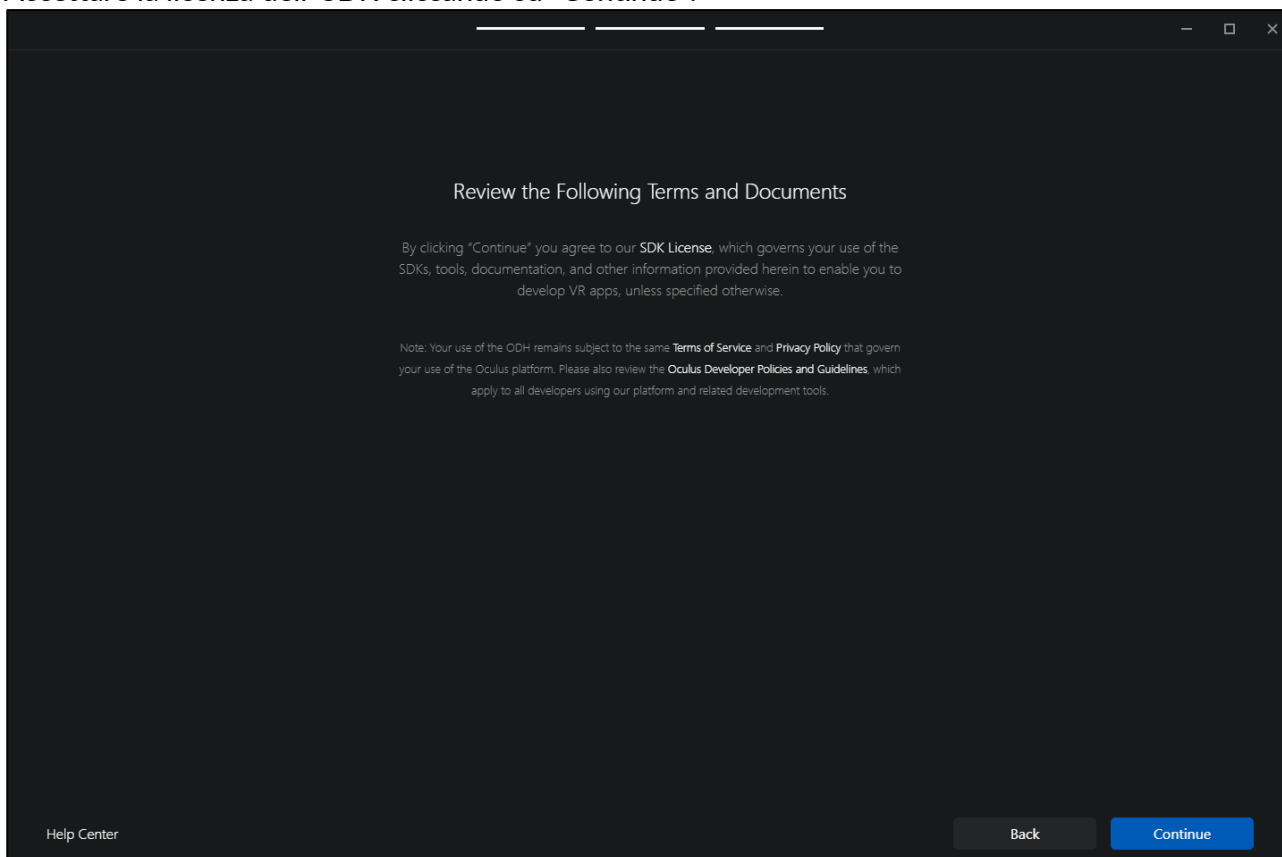 Review the Following Terms and Documents
By clicking "Continue" you agree to our SDK License, which governs your use of the
SDKs, tools, documentation, and other information provided herein to enable you to
develop VR apps, unless specified otherwise.
Note: Your use of the ODH remains subject to the same Terms of Service and Privacy Policy that govern
your use of the Oculus platform. Please also review the Oculus Developer Policies and Guidelines, which
apply to all developers using our platform and related development tools.
Help Center
Back
Continue